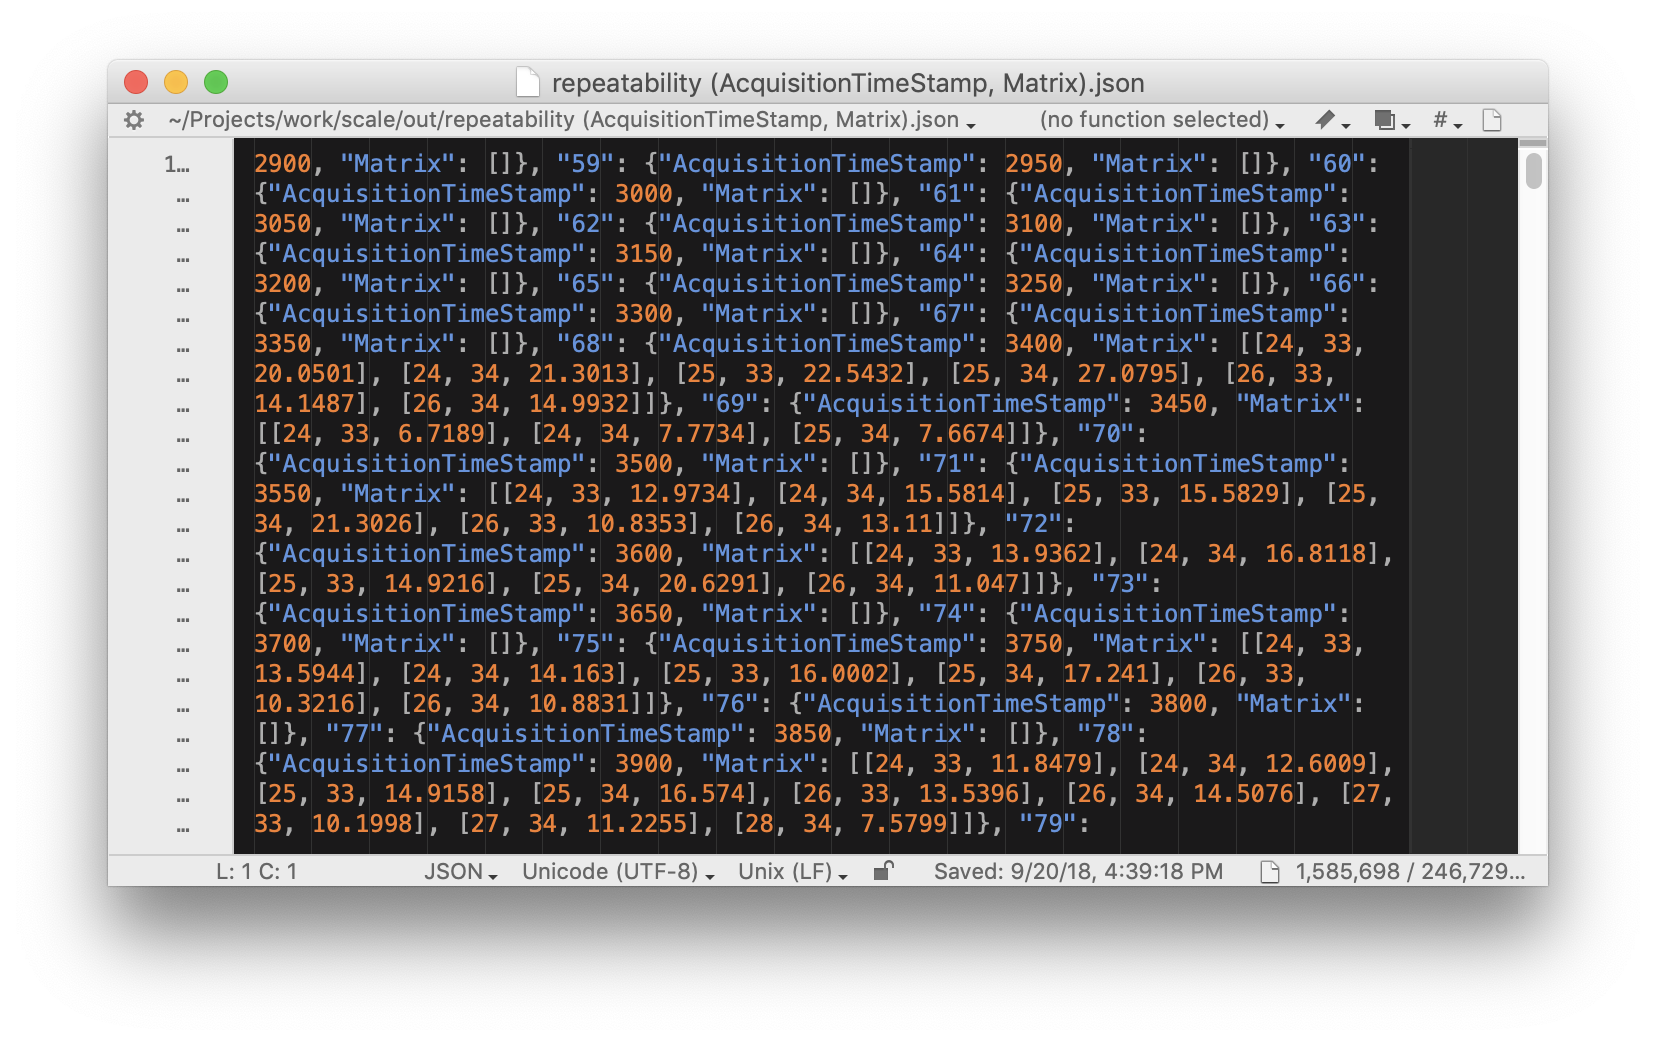 repeatability (AcquisitionTimeStamp, Matrix).json
~/Projects/work/scale/out/repeatability (AcquisitionTimeStamp, Matrix).json (no function selected) #
1… 2900, "Matrix": []}, "59": {"AcquisitionTimeStamp": 2950, "Matrix": []}, "60":
… {"AcquisitionTimeStamp": 3000, "Matrix": []}, "61": {"AcquisitionTimeStamp":
… 3050, "Matrix": []}, "62": {"AcquisitionTimeStamp": 3100, "Matrix": []}, "63":
… {"AcquisitionTimeStamp": 3150, "Matrix": []}, "64": {"AcquisitionTimeStamp":
… 3200, "Matrix": []}, "65": {"AcquisitionTimeStamp": 3250, "Matrix": []}, "66":
… {"AcquisitionTimeStamp": 3300, "Matrix": []}, "67": {"AcquisitionTimeStamp":
… 3350, "Matrix": []}, "68": {"AcquisitionTimeStamp": 3400, "Matrix": [[24, 33,
… 20.0501], [24, 34, 21.3013], [25, 33, 22.5432], [25, 34, 27.0795], [26, 33,
… 14.1487], [26, 34, 14.9932]]}, "69": {"AcquisitionTimeStamp": 3450, "Matrix":
… [[24, 33, 6.7189], [24, 34, 7.7734], [25, 34, 7.6674]]}, "70":
… {"AcquisitionTimeStamp": 3500, "Matrix": []}, "71": {"AcquisitionTimeStamp":
… 3550, "Matrix": [[24, 33, 12.9734], [24, 34, 15.5814], [25, 33, 15.5829], [25,
… 34, 21.3026], [26, 33, 10.8353], [26, 34, 13.11]]}, "72":
… {"AcquisitionTimeStamp": 3600, "Matrix": [[24, 33, 13.9362], [24, 34, 16.8118],
… [25, 33, 14.9216], [25, 34, 20.6291], [26, 34, 11.047]]}, "73":
… {"AcquisitionTimeStamp": 3650, "Matrix": []}, "74": {"AcquisitionTimeStamp":
… 3700, "Matrix": []}, "75": {"AcquisitionTimeStamp": 3750, "Matrix": [[24, 33,
… 13.5944], [24, 34, 14.163], [25, 33, 16.0002], [25, 34, 17.241], [26, 33,
… 10.3216], [26, 34, 10.8831]]}, "76": {"AcquisitionTimeStamp": 3800, "Matrix":
… []}, "77": {"AcquisitionTimeStamp": 3850, "Matrix": []}, "78":
… {"AcquisitionTimeStamp": 3900, "Matrix": [[24, 33, 11.8479], [24, 34, 12.6009],
… [25, 33, 14.9158], [25, 34, 16.574], [26, 33, 13.5396], [26, 34, 14.5076], [27,
… 33, 10.1998], [27, 34, 11.2255], [28, 34, 7.5799]]}, "79":
L: 1 C: 1 JSON Unicode (UTF-8) Unix (LF) Saved: 9/20/18, 4:39:18 PM 1,585,698 / 246,729…